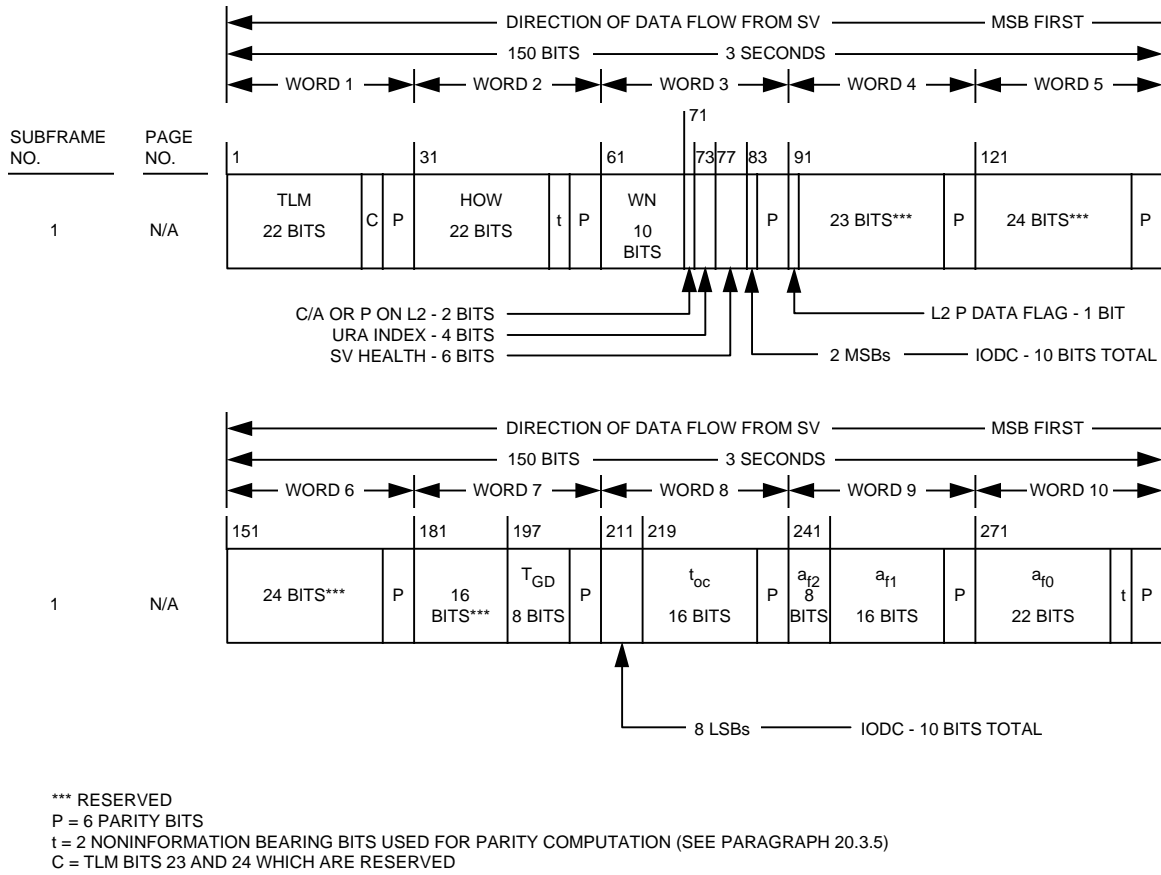 DIRECTION OF DATA FLOW FROM SV MSB FIRST
150 BITS 3 SECONDS
WORD 1 WORD 2 WORD 3 WORD 4 WORD 5
SUBFRAME NO. PAGE NO.
71
1 31 61 73 77 83 91 121
1 N/A
TLM 22 BITS C P HOW 22 BITS t P WN 10 BITS P 23 BITS*** P 24 BITS*** P
C/A OR P ON L2 - 2 BITS
URA INDEX - 4 BITS
SV HEALTH - 6 BITS
L2 P DATA FLAG - 1 BIT
2 MSBs IODC - 10 BITS TOTAL
DIRECTION OF DATA FLOW FROM SV MSB FIRST
150 BITS 3 SECONDS
WORD 6 WORD 7 WORD 8 WORD 9 WORD 10
151 181 197 211 219 241 271
1 N/A
24 BITS*** P 16 BITS*** TGD 8 BITS P toc 16 BITS P af2 8 BITS af1 16 BITS P af0 22 BITS t P
8 LSBs IODC - 10 BITS TOTAL
*** RESERVED
P = 6 PARITY BITS
t = 2 NONINFORMATION BEARING BITS USED FOR PARITY COMPUTATION (SEE PARAGRAPH 20.3.5)
C = TLM BITS 23 AND 24 WHICH ARE RESERVED